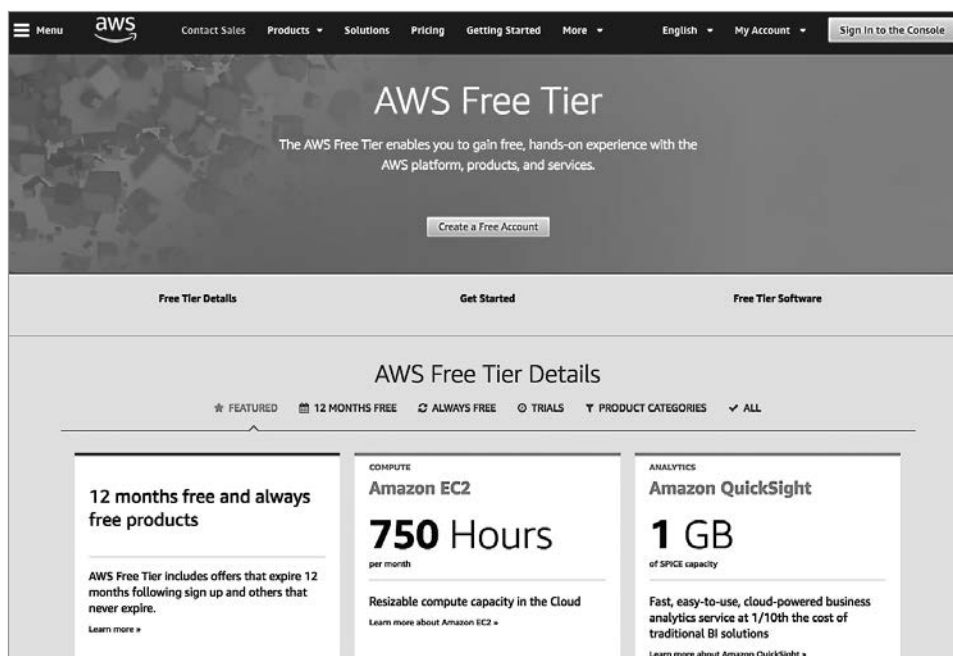 Menu
aws
Contact Sales
Products
Solutions
Pricing
Getting Started
More
English
My Account
Sign In to the Console
AWS Free Tier
The AWS Free Tier enables you to gain free, hands-on experience with the
AWS platform, products, and services.
Create a Free Account
Free Tier Details
Get Started
Free Tier Software
AWS Free Tier Details
FEATURED
12 MONTHS FREE
ALWAYS FREE
TRIALS
PRODUCT CATEGORIES
ALL
12 months free and always
free products
AWS Free Tier includes offers that expire 12
months following sign up and others that
never expire.
Learn more »
COMPUTE
Amazon EC2
750 Hours
per month
Resizable compute capacity in the Cloud
Learn more about Amazon EC2 »
ANALYTICS
Amazon QuickSight
1 GB
of SPICE capacity
Fast, easy-to-use, cloud-powered business
analytics service at 1/10th the cost of
traditional BI solutions
Learn more about Amazon QuickSight »